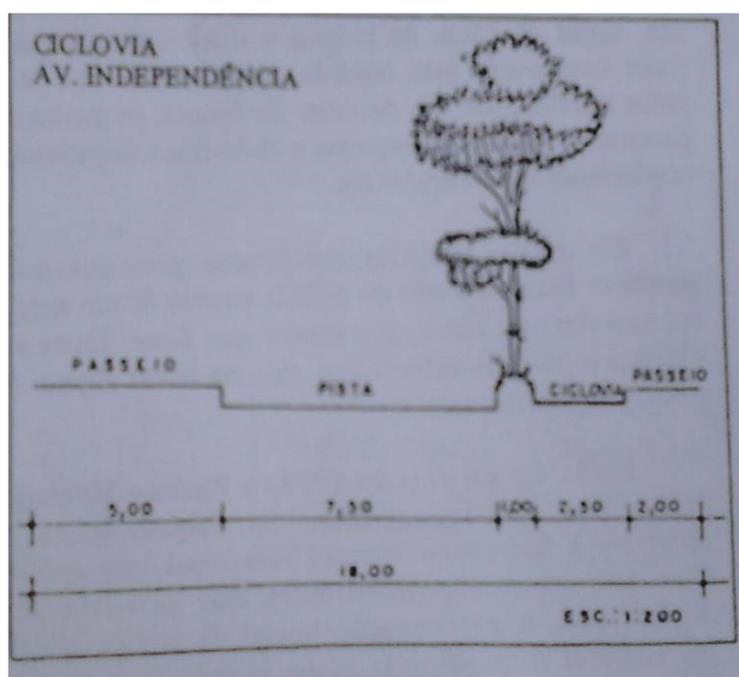 CICLOVIA
AV. INDEPENDÊNCIA
PASSEIO
PISTA
CICLOVIA
PASSEIO
5,00
7,50
1,00
2,50
2,00
18,00
ESC.: 1:200